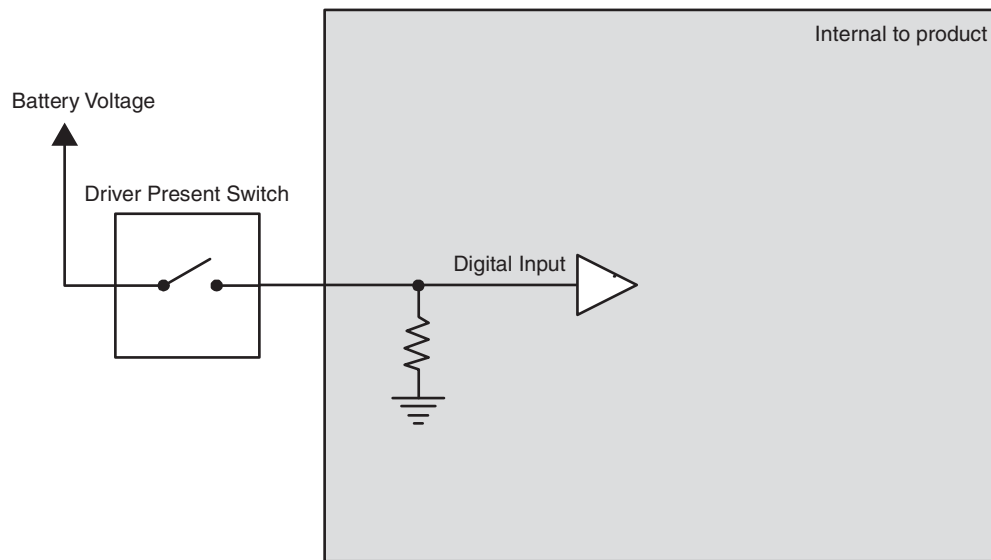 Internal to product
Battery Voltage
Driver Present Switch
Digital Input